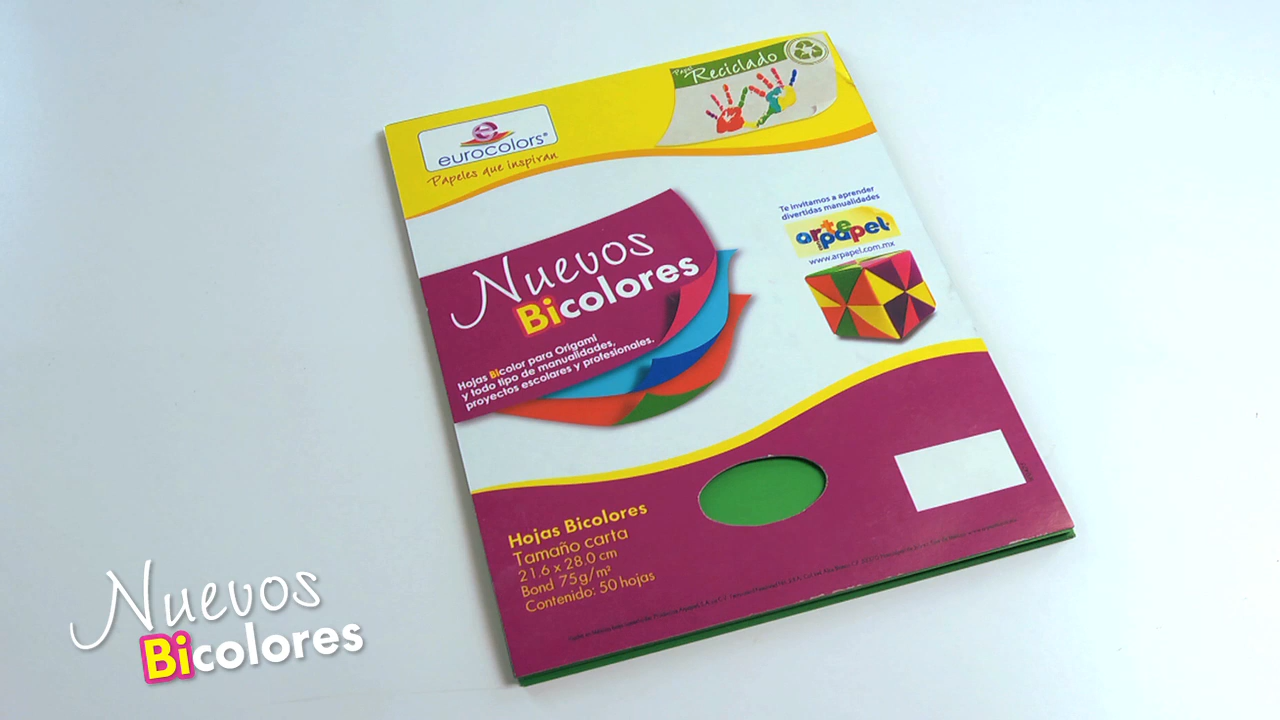 Papel Reciclado
eurocolors®
Papeles que inspiran
Te invitamos a aprender
divertidas manualidades
arte
papel
www.arpapel.com.mx
Nuevos
Bicolores
Hojas Bicolor para Origami
y todo tipo de manualidades,
proyectos escolares y profesionales.
Hojas Bicolores
Tamaño carta
21.6 x 28.0 cm
Bond 75g/m²
Contenido: 50 hojas
Nuevos
Bicolores